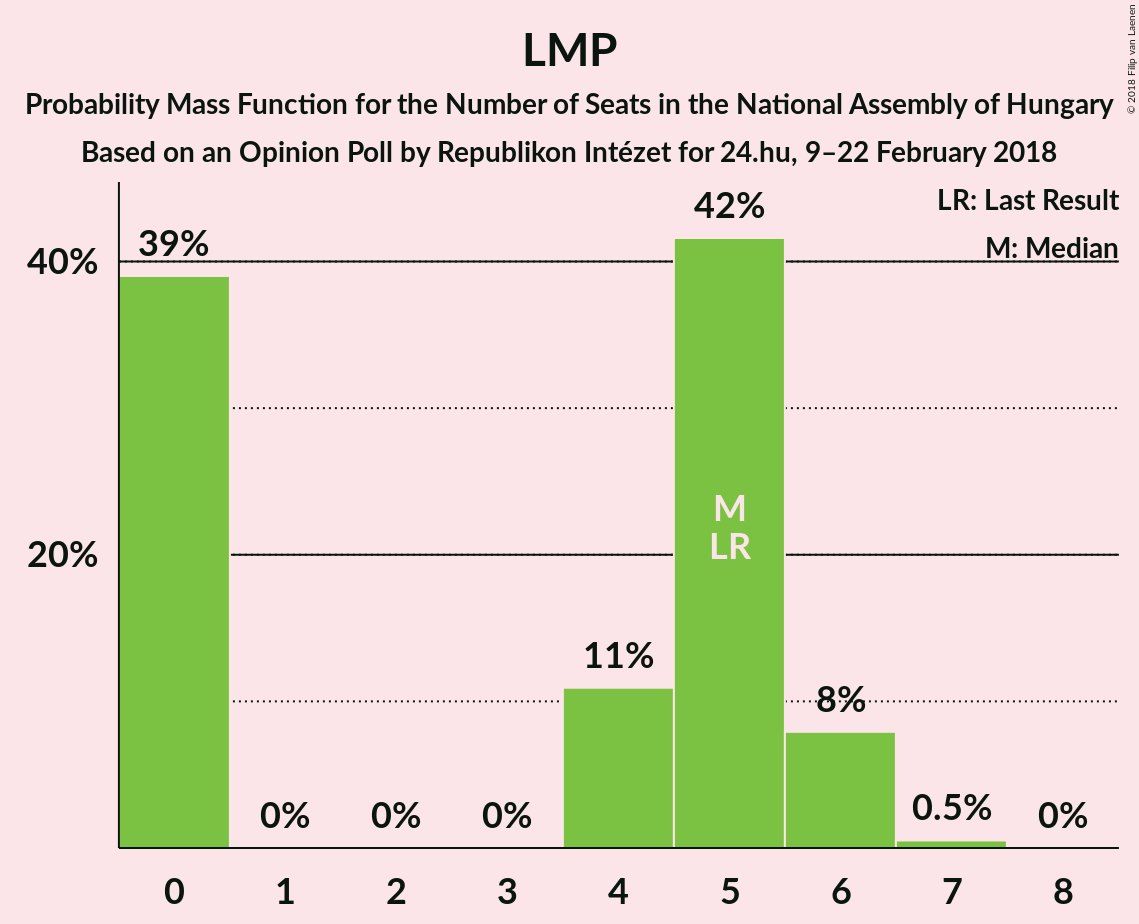 LMP
Probability Mass Function for the Number of Seats in the National Assembly of Hungary
Based on an Opinion Poll by Republikon Intézet for 24.hu, 9–22 February 2018
© 2018 Filip van Laenen
LR: Last Result
M: Median
40%
20%
39%
0%
0%
0%
11%
42%
M
LR
8%
0.5%
0%
0 1 2 3 4 5 6 7 8